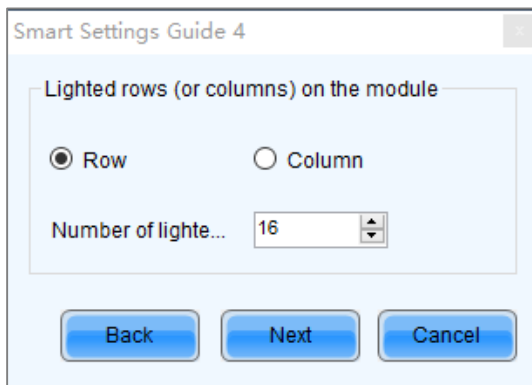 Smart Settings Guide 4
Lighted rows (or columns) on the module
Row Column
Number of lighte... 16
Back Next Cancel